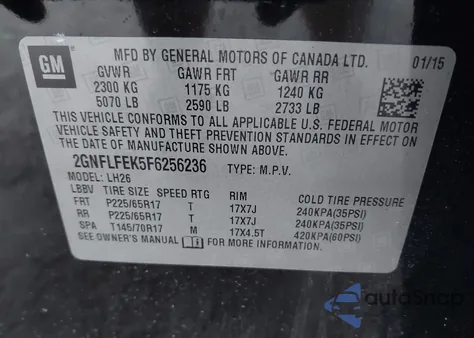 GM
MFD BY GENERAL MOTORS OF CANADA LTD. 01/15
GVWR GAWR FRT GAWR RR
2300 KG 1175 KG 1240 KG
5070 LB 2590 LB 2733 LB
THIS VEHICLE CONFORMS TO ALL APPLICABLE U.S. FEDERAL MOTOR
VEHICLE SAFETY AND THEFT PREVENTION STANDARDS IN EFFECT ON
THE DATE OF MANUFACTURE SHOWN ABOVE.
2GNFLFEK5F6256236 TYPE: M.P.V.
MODEL: LH26
LBBV TIRE SIZE SPEED RTG RIM COLD TIRE PRESSURE
FRT P225/65R17 T 17X7J 240KPA(35PSI)
RR P225/65R17 T 17X7J 240KPA(35PSI)
SPA T145/70R17 M 17X4.5T 420KPA(60PSI)
SEE OWNER'S MANUAL FOR MORE INFORMATION.
autoSnap